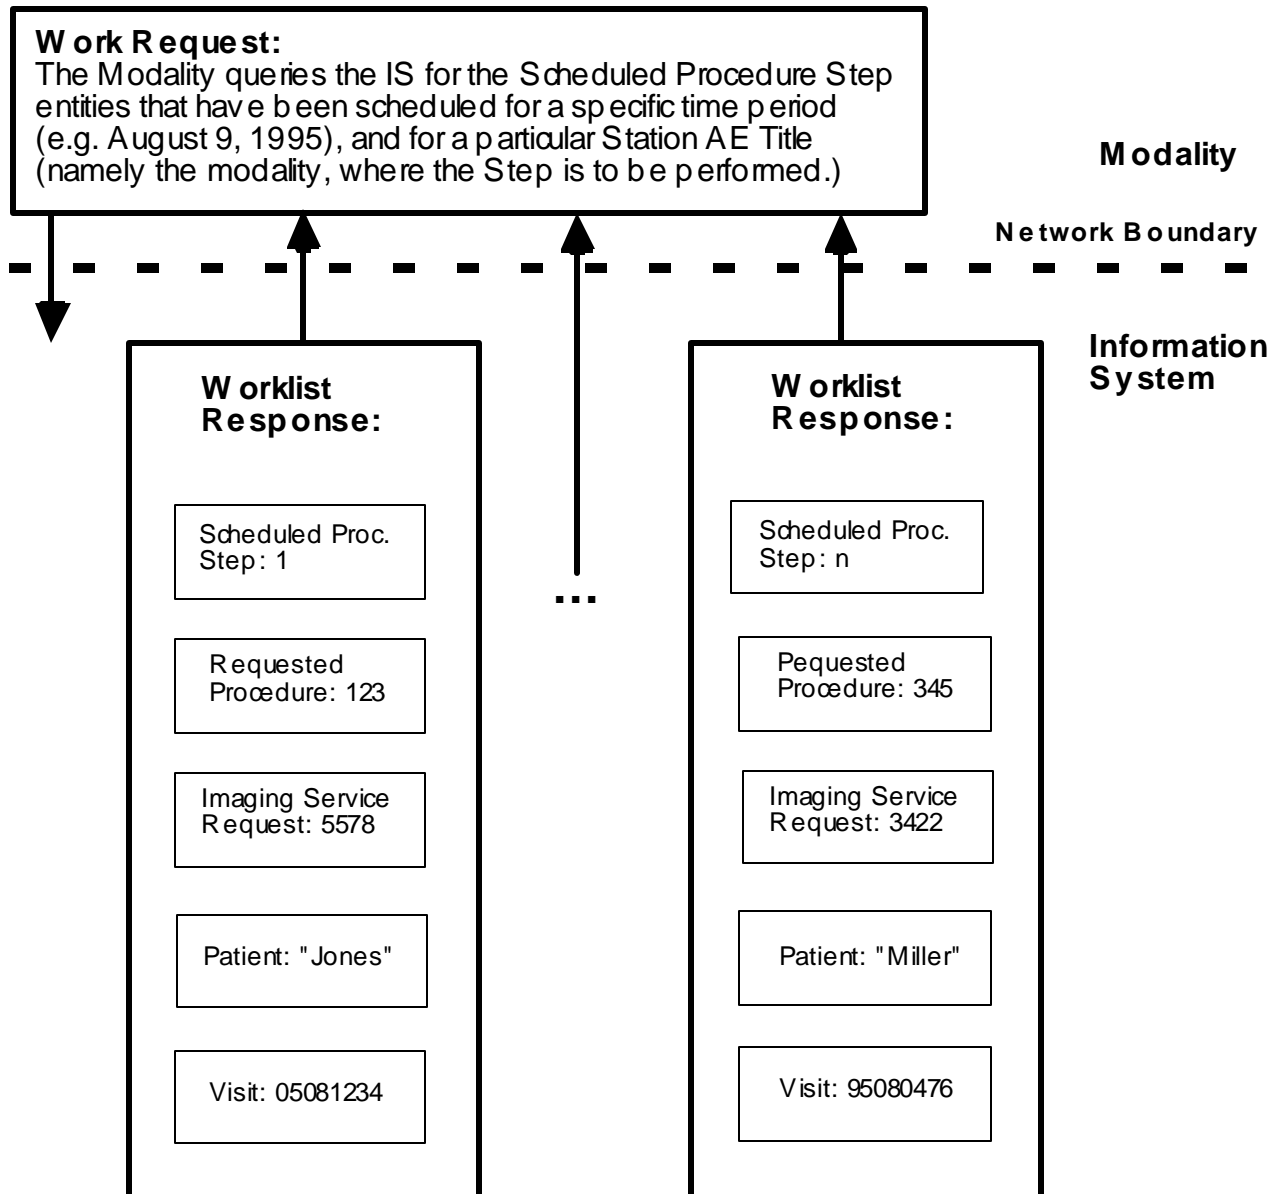 Work Request:
The Modality queries the IS for the Scheduled Procedure Step
entities that have been scheduled for a specific time period
(e.g. August 9, 1995), and for a particular Station AE Title
(namely the modality, where the Step is to be performed.)
Modality
Network Boundary
Information
System
Worklist
Response:
Scheduled Proc.
Step: 1
Requested
Procedure: 123
Imaging Service
Request: 5578
Patient: "Jones"
Visit: 05081234
...
Worklist
Response:
Scheduled Proc.
Step: n
Pequested
Procedure: 345
Imaging Service
Request: 3422
Patient: "Miller"
Visit: 95080476